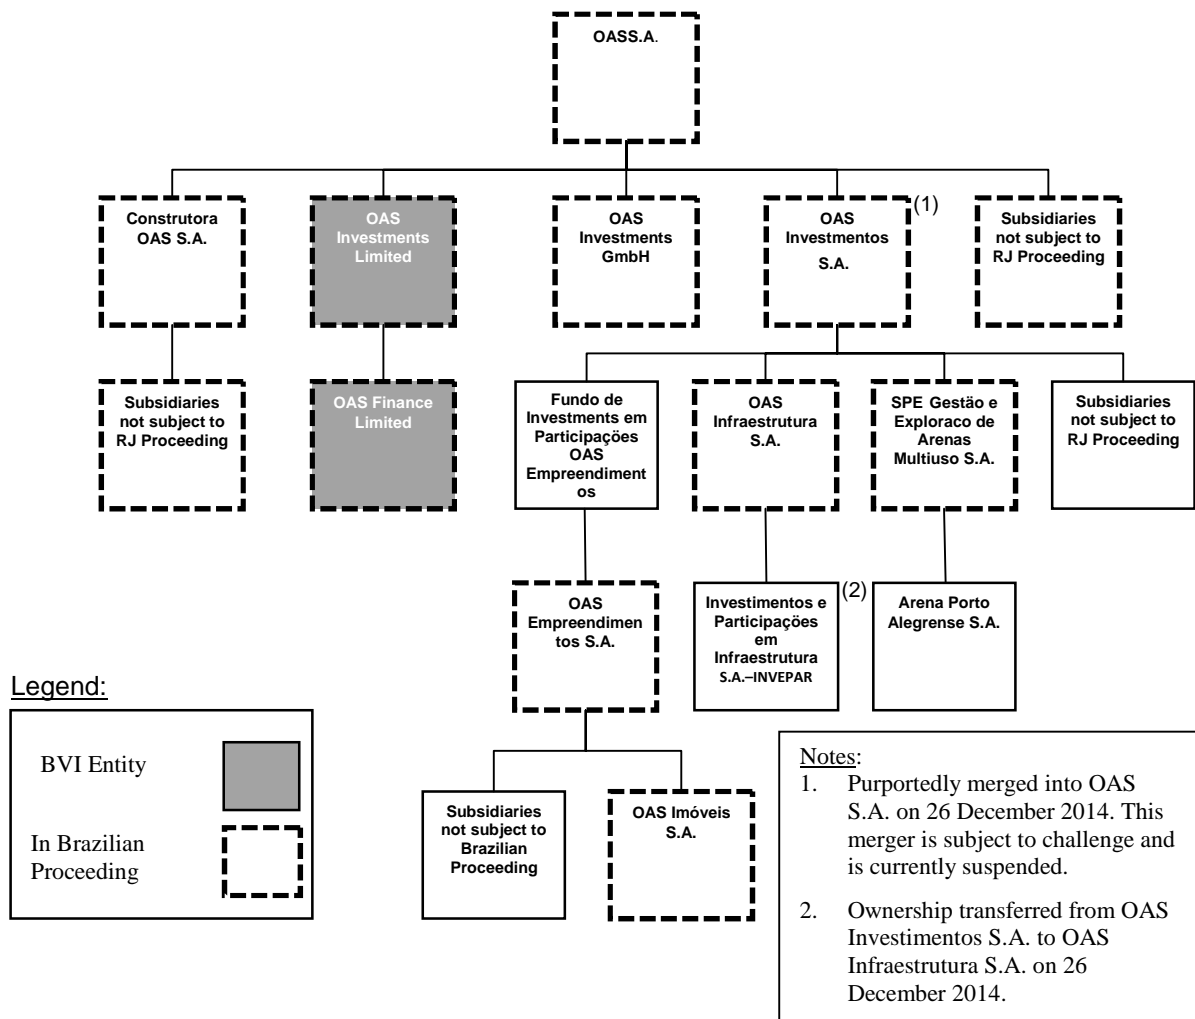 OASS.A.
Construtora
OAS S.A.
OAS
Investments
Limited
OAS
Investments
GmbH
OAS
Investmentos
S.A.
(1)
Subsidiaries
not subject to
RJ Proceeding
Subsidiaries
not subject to
RJ Proceeding
OAS Finance
Limited
Fundo de
Investments em
Participações
OAS
Empreendiment
os
OAS
Infraestrutura
S.A.
SPE Gestão e
Exploraco de
Arenas
Multiuso S.A.
Subsidiaries
not subject to
RJ Proceeding
OAS
Empreendimen
tos S.A.
Investimentos e
Participações
em
Infraestrutura
S.A.–INVEPAR
(2)
Arena Porto
Alegrense S.A.
Subsidiaries
not subject to
Brazilian
Proceeding
OAS Imóveis
S.A.
Legend:
BVI Entity
In Brazilian
Proceeding
Notes:
1. Purportedly merged into OAS
S.A. on 26 December 2014. This
merger is subject to challenge and
is currently suspended.
2. Ownership transferred from OAS
Investimentos S.A. to OAS
Infraestrutura S.A. on 26
December 2014.